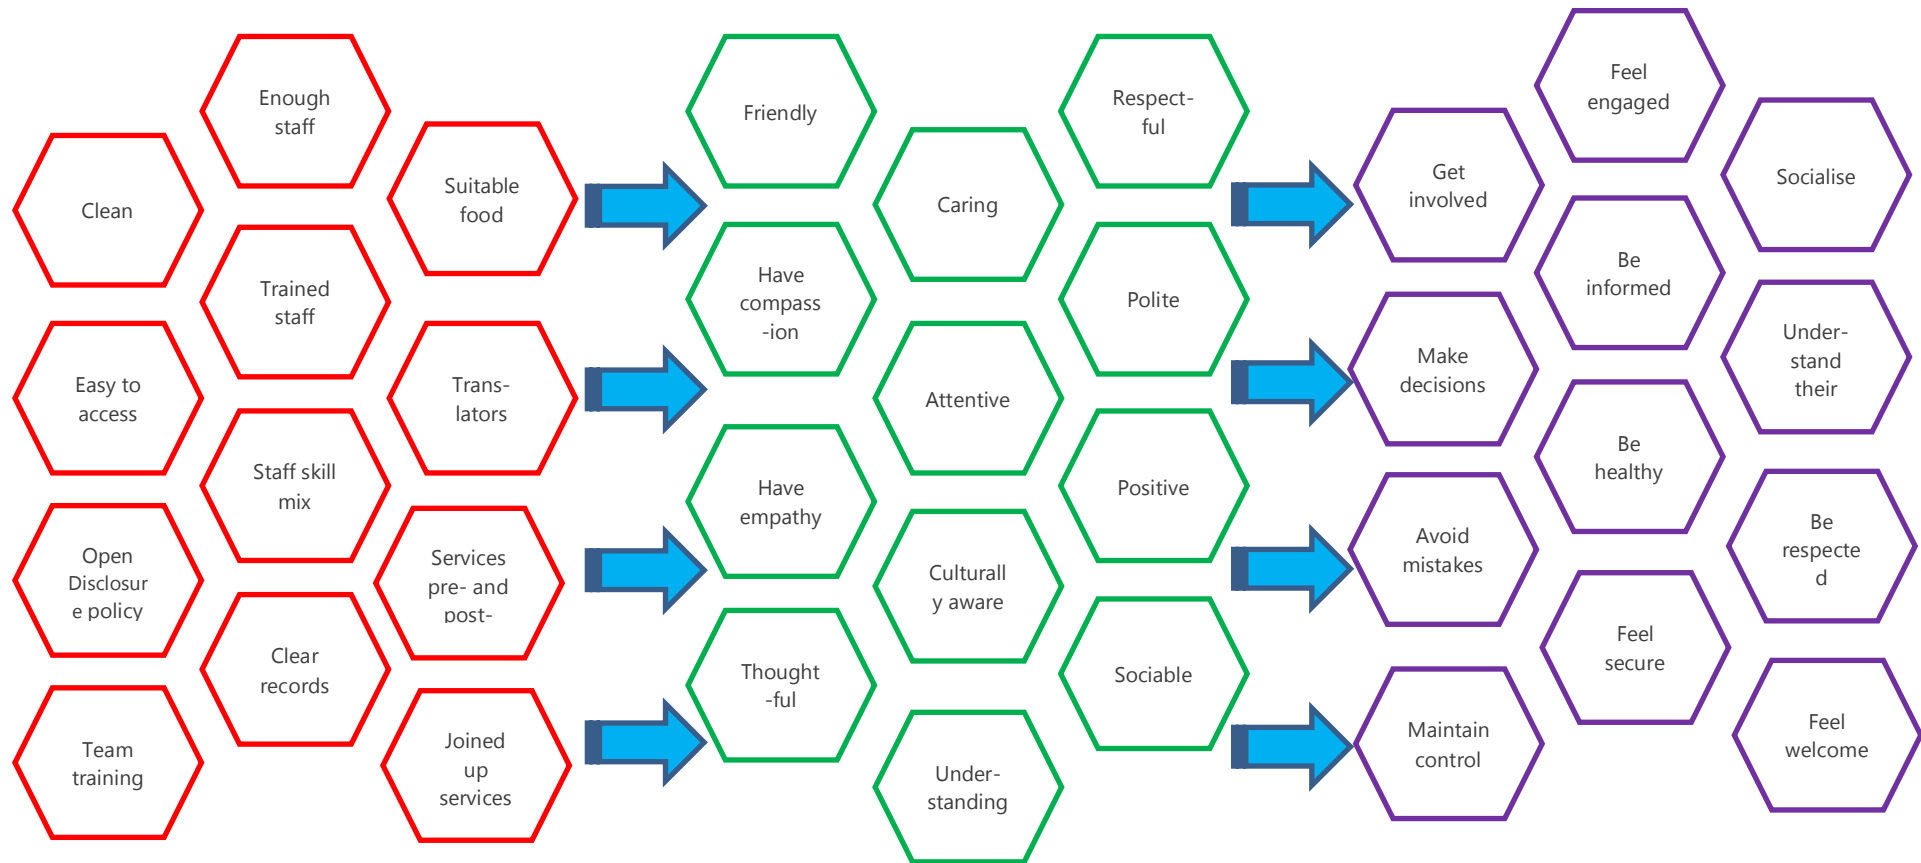 Clean
Easy to
access
Open
Disclosur
e policy
Team
training
Enough
staff
Trained
staff
Staff skill
mix
Clear
records
Suitable
food
Trans-
lators
Services
pre- and
post-
Joined
up
services
Friendly
Have
compass
-ion
Have
empathy
Thought
-ful
Caring
Attentive
Culturall
y aware
Under-
standing
Respect-
ful
Polite
Positive
Sociable
Get
involved
Make
decisions
Avoid
mistakes
Maintain
control
Feel
engaged
Be
informed
Be
healthy
Feel
secure
Socialise
Under-
stand
their
Be
respecte
d
Feel
welcome